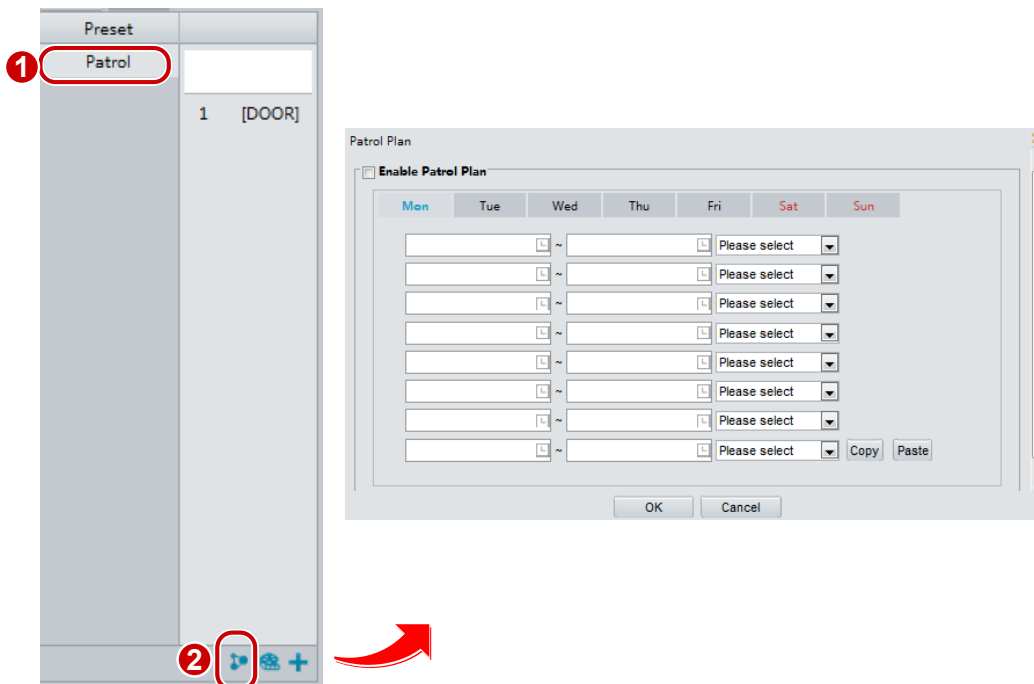 Preset
1
Patrol
1 [DOOR]
2
Patrol Plan
Enable Patrol Plan
Mon Tue Wed Thu Fri Sat Sun
~ Please select
~ Please select
~ Please select
~ Please select
~ Please select
~ Please select
~ Please select
~ Please select Copy Paste
OK Cancel